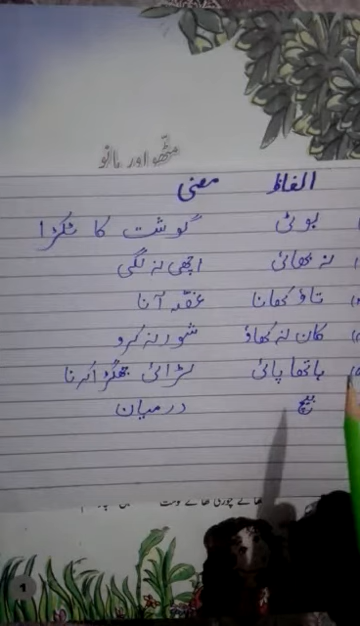 مٹھو اور مانو
الفاظ معنی
بوٹی گوشت کا ٹکڑا
نہ بھائی اچھی نہ لگی
تاؤ کھانا غصہ آنا
کان نہ کھاؤ شور نہ کرو
ہاتھا پائی لڑائی جھگڑا کرنا
بیچ درمیان
1